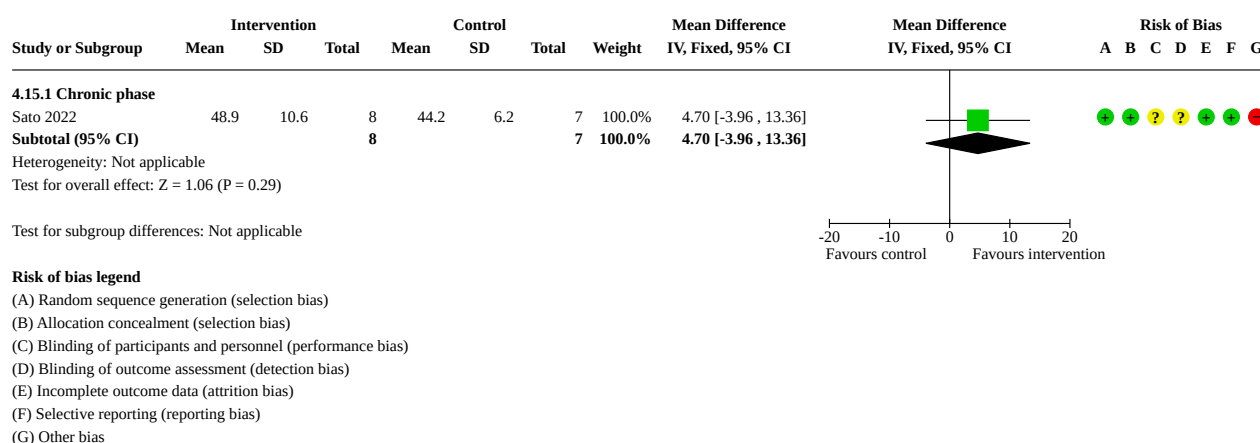 Intervention Control Mean Difference Mean Difference Risk of Bias
Study or Subgroup Mean SD Total Mean SD Total Weight IV, Fixed, 95% CI IV, Fixed, 95% CI A B C D E F G
4.15.1 Chronic phase
Sato 2022 48.9 10.6 8 44.2 6.2 7 100.0% 4.70 [-3.96 , 13.36] + + ? ? + + −
Subtotal (95% CI) 8 7 100.0% 4.70 [-3.96 , 13.36]
Heterogeneity: Not applicable
Test for overall effect: Z = 1.06 (P = 0.29)
Test for subgroup differences: Not applicable
-20 -10 0 10 20
Favours control Favours intervention
Risk of bias legend
(A) Random sequence generation (selection bias)
(B) Allocation concealment (selection bias)
(C) Blinding of participants and personnel (performance bias)
(D) Blinding of outcome assessment (detection bias)
(E) Incomplete outcome data (attrition bias)
(F) Selective reporting (reporting bias)
(G) Other bias